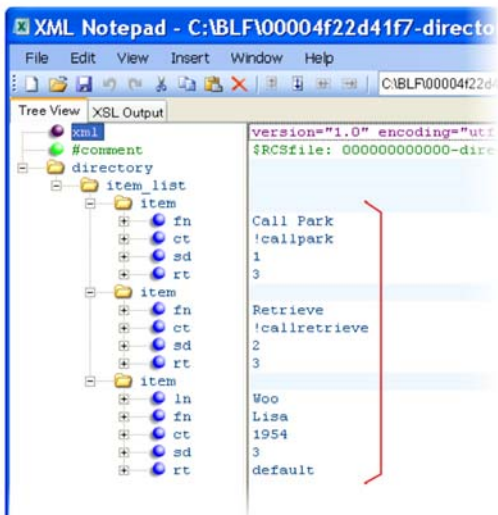 XML Notepad - C:\BLF\00004f22d41f7-directo
File Edit View Insert Window Help
C:\BLF\00004f22d4
Tree View XSL Output
xml version="1.0" encoding="utf
#comment $RCSfile: 000000000000-dire
directory
item_list
item
fn Call Park
ct !callpark
sd 1
rt 3
item
fn Retrieve
ct !callretrieve
sd 2
rt 3
item
ln Woo
fn Lisa
ct 1954
sd 3
rt default